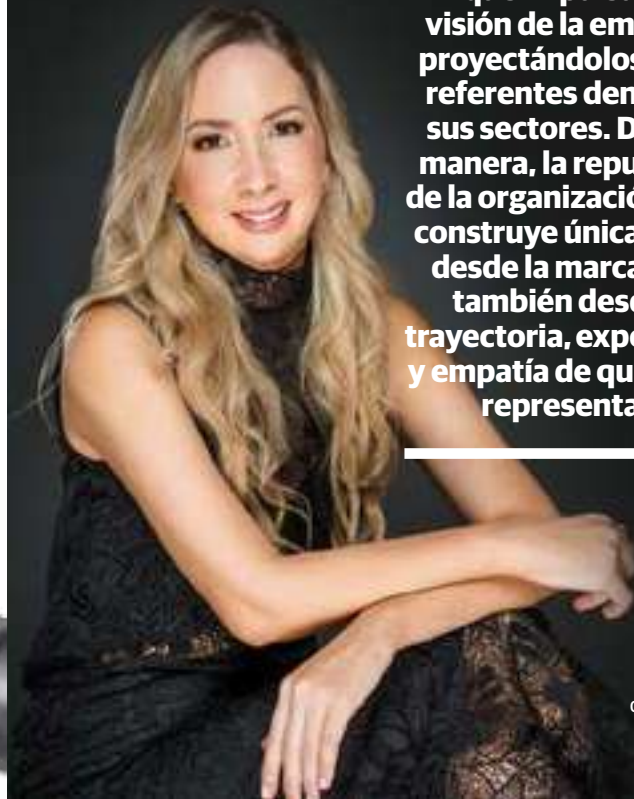 visión de la em
proyectándolos
referentes den
sus sectores. D
manera, la repu
de la organizació
construye única
desde la marca
también desd
trayectoria, expe
y empatía de qu
representa